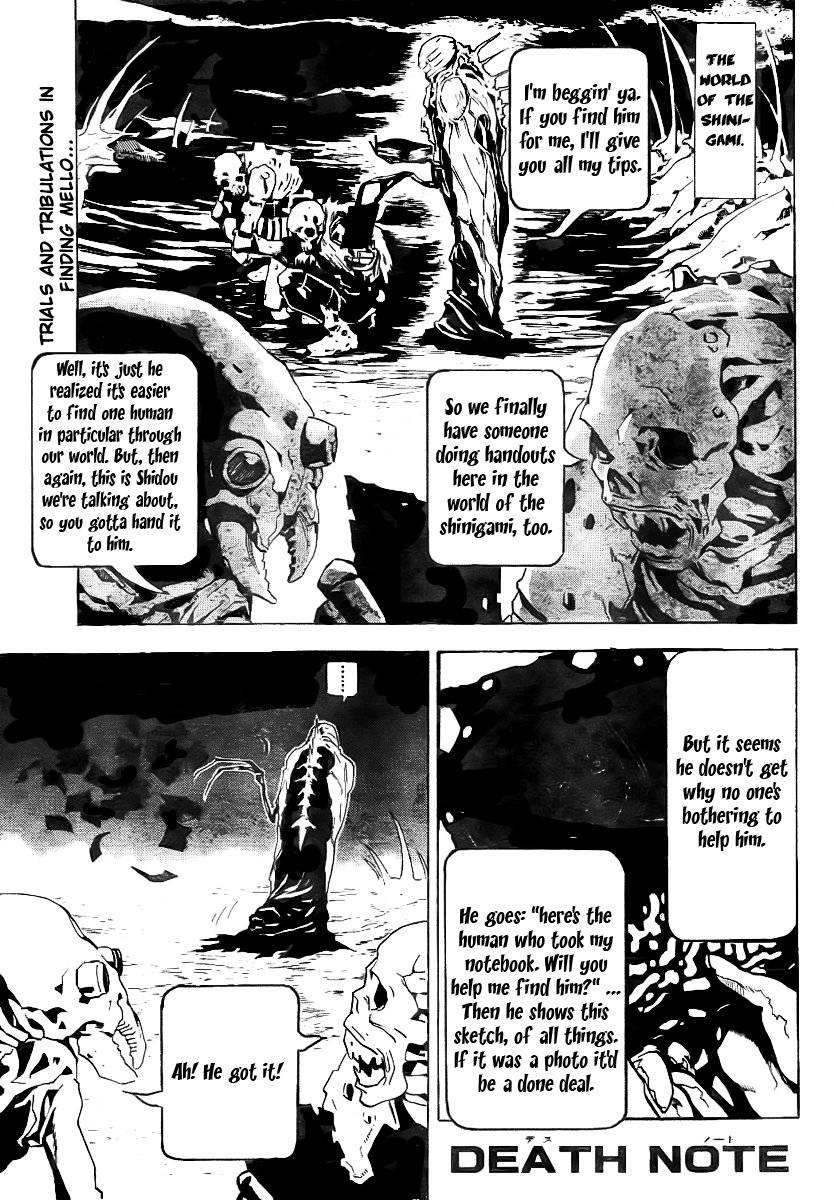 TRIALS AND TRIBULATIONS IN
FINDING MELLO...
THE
WORLD
OF THE
SHINI-
GAMI.
I'm beggin' ya.
If you find him
for me, I'll give
you all my tips.
So we finally
have someone
doing handouts
here in the
world of the
shinigami, too.
Well, it's just he
realized it's easier
to find one human
in particular through
our world. But, then
again, this is Shidou
we're talking about,
so you gotta hand it
to him.
But it seems
he doesn't get
why no one's
bothering to
help him.
He goes: "here's the
human who took my
notebook. Will you
help me find him?" ...
Then he shows this
sketch, of all things.
If it was a photo it'd
be a done deal.
......
Ah! He got it!
デス ノート
DEATH NOTE